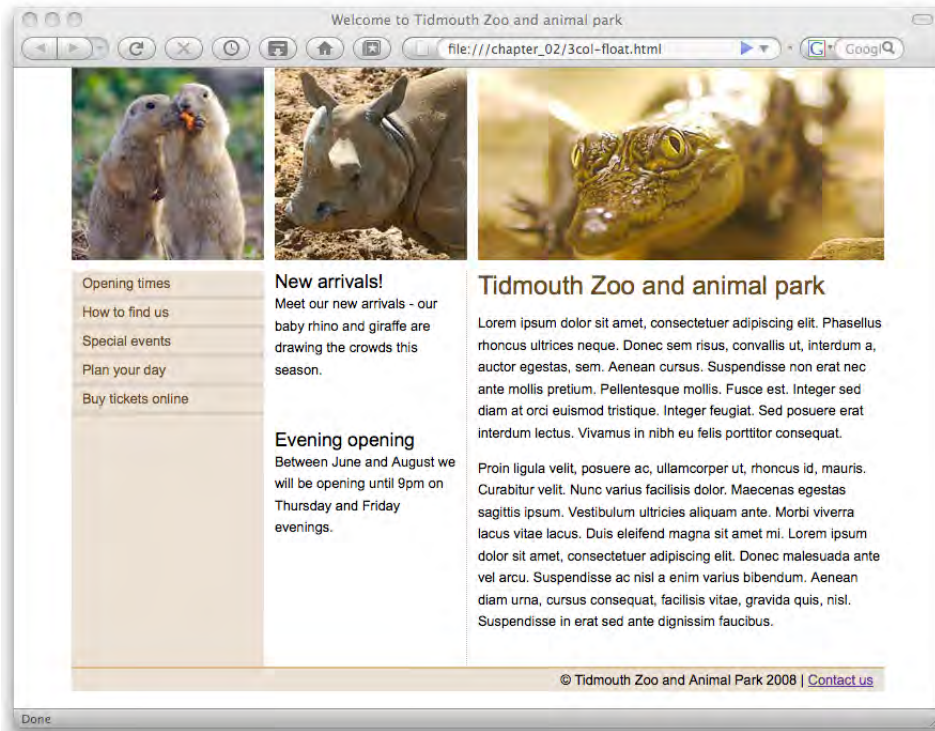 Welcome to Tidmouth Zoo and animal park
file:///chapter_02/3col-float.html
G Googl
Opening times
How to find us
Special events
Plan your day
Buy tickets online
New arrivals!
Meet our new arrivals - our
baby rhino and giraffe are
drawing the crowds this
season.
Evening opening
Between June and August we
will be opening until 9pm on
Thursday and Friday
evenings.
Tidmouth Zoo and animal park
Lorem ipsum dolor sit amet, consectetuer adipiscing elit. Phasellus
rhoncus ultrices neque. Donec sem risus, convallis ut, interdum a,
auctor egestas, sem. Aenean cursus. Suspendisse non erat nec
ante mollis pretium. Pellentesque mollis. Fusce est. Integer sed
diam at orci euismod tristique. Integer feugiat. Sed posuere erat
interdum lectus. Vivamus in nibh eu felis porttitor consequat.
Proin ligula velit, posuere ac, ullamcorper ut, rhoncus id, mauris.
Curabitur velit. Nunc varius facilisis dolor. Maecenas egestas
sagittis ipsum. Vestibulum ultricies aliquam ante. Morbi viverra
lacus vitae lacus. Duis eleifend magna sit amet mi. Lorem ipsum
dolor sit amet, consectetuer adipiscing elit. Donec malesuada ante
vel arcu. Suspendisse ac nisl a enim varius bibendum. Aenean
diam urna, cursus consequat, facilisis vitae, gravida quis, nisl.
Suspendisse in erat sed ante dignissim faucibus.
© Tidmouth Zoo and Animal Park 2008 | Contact us
Done